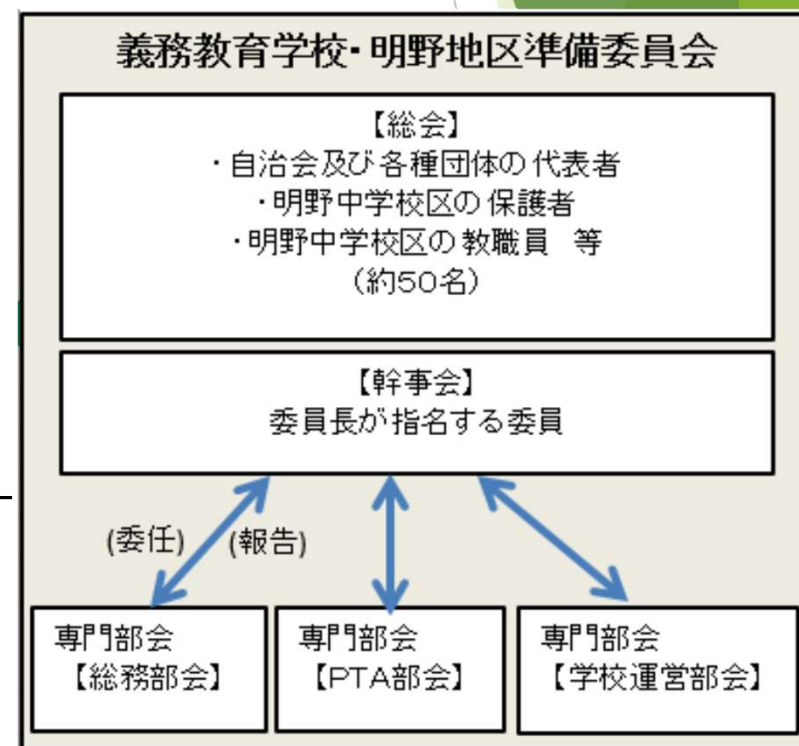 義務教育学校・明野地区準備委員会
【総会】
・自治会及び各種団体の代表者
・明野中学校区の保護者
・明野中学校区の教職員　等
（約50名）
【幹事会】
委員長が指名する委員
(委任)　(報告)
専門部会
【総務部会】
専門部会
【PTA部会】
専門部会
【学校運営部会】